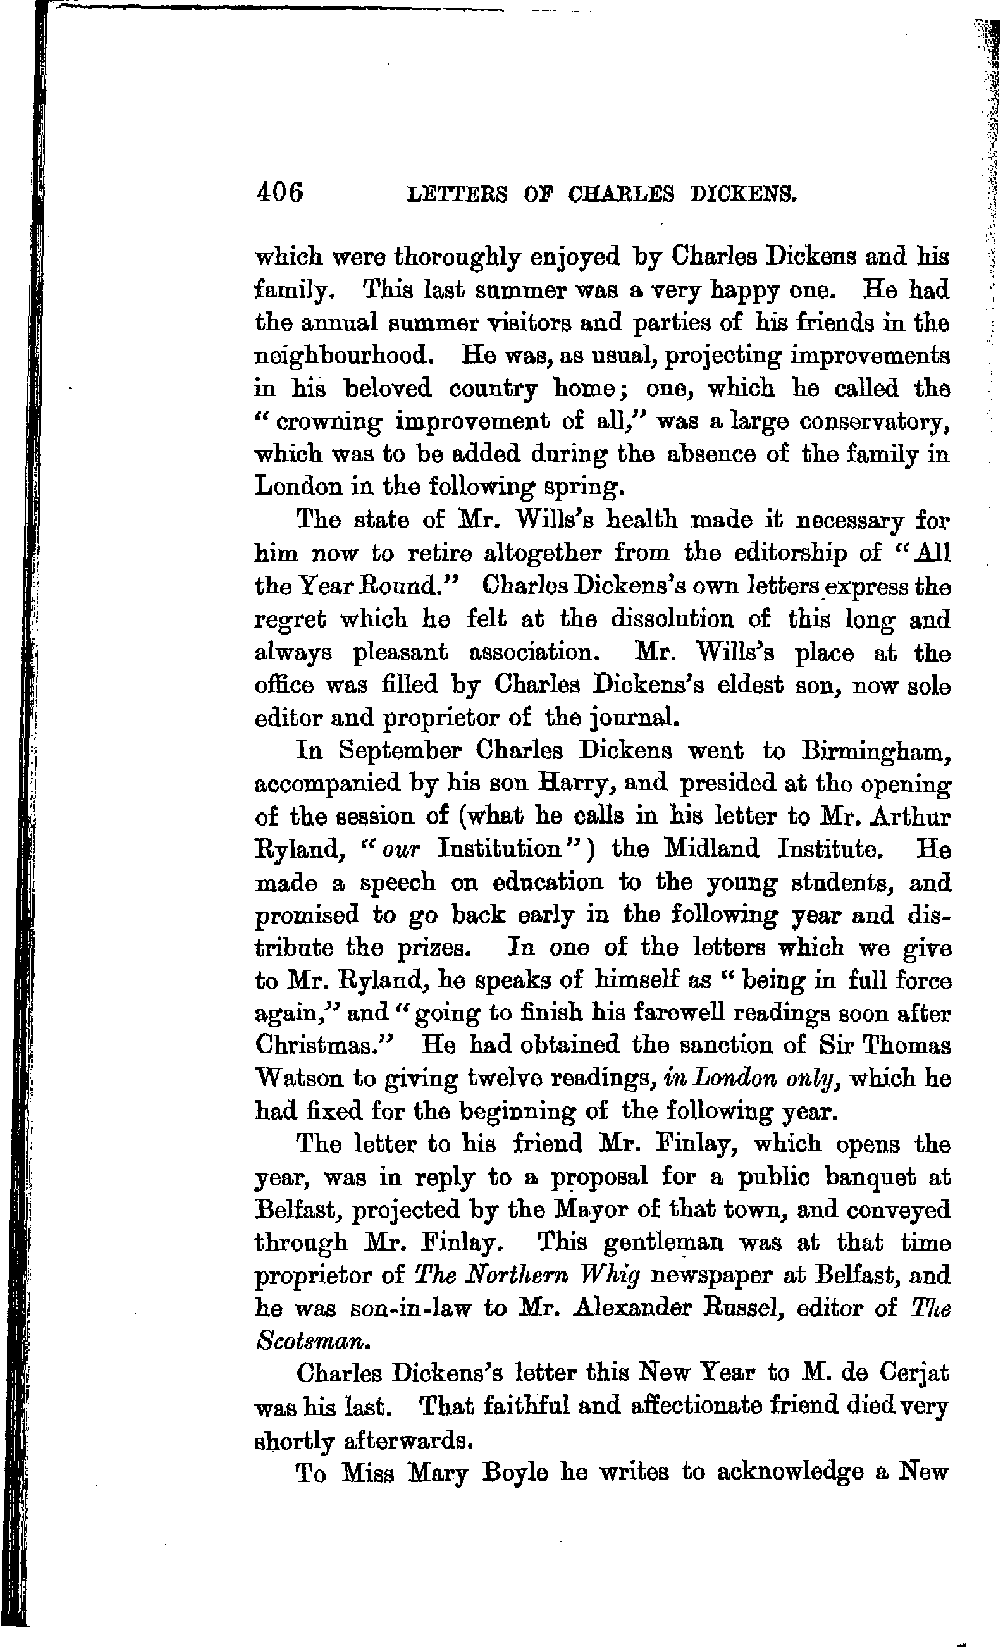 406 LETTERS OF CHARLES DICKENS.
which were thoroughly enjoyed by Charles Dickens and his
family. This last summer was a very happy one. He had
the annual summer visitors and parties of his friends in the
neighbourhood. He was, as usual, projecting improvements
in his beloved country home; one, which he called the
"crowning improvement of all," was a large conservatory,
which was to be added during the absence of the family in
London in the following spring.
The state of Mr. Wills's health made it necessary for
him now to retire altogether from the editorship of "All
the Year Round." Charles Dickens's own letters express the
regret which he felt at the dissolution of this long and
always pleasant association. Mr. Wills's place at the
office was filled by Charles Dickens's eldest son, now sole
editor and proprietor of the journal.
In September Charles Dickens went to Birmingham,
accompanied by his son Harry, and presided at the opening
of the session of (what he calls in his letter to Mr. Arthur
Ryland, "our Institution") the Midland Institute. He
made a speech on education to the young students, and
promised to go back early in the following year and dis-
tribute the prizes. In one of the letters which we give
to Mr. Ryland, he speaks of himself as "being in full force
again," and "going to finish his farewell readings soon after
Christmas." He had obtained the sanction of Sir Thomas
Watson to giving twelve readings, in London only, which he
had fixed for the beginning of the following year.
The letter to his friend Mr. Finlay, which opens the
year, was in reply to a proposal for a public banquet at
Belfast, projected by the Mayor of that town, and conveyed
through Mr. Finlay. This gentleman was at that time
proprietor of The Northern Whig newspaper at Belfast, and
he was son-in-law to Mr. Alexander Russel, editor of The
Scotsman.
Charles Dickens's letter this New Year to M. de Cerjat
was his last. That faithful and affectionate friend died very
shortly afterwards.
To Miss Mary Boyle he writes to acknowledge a New